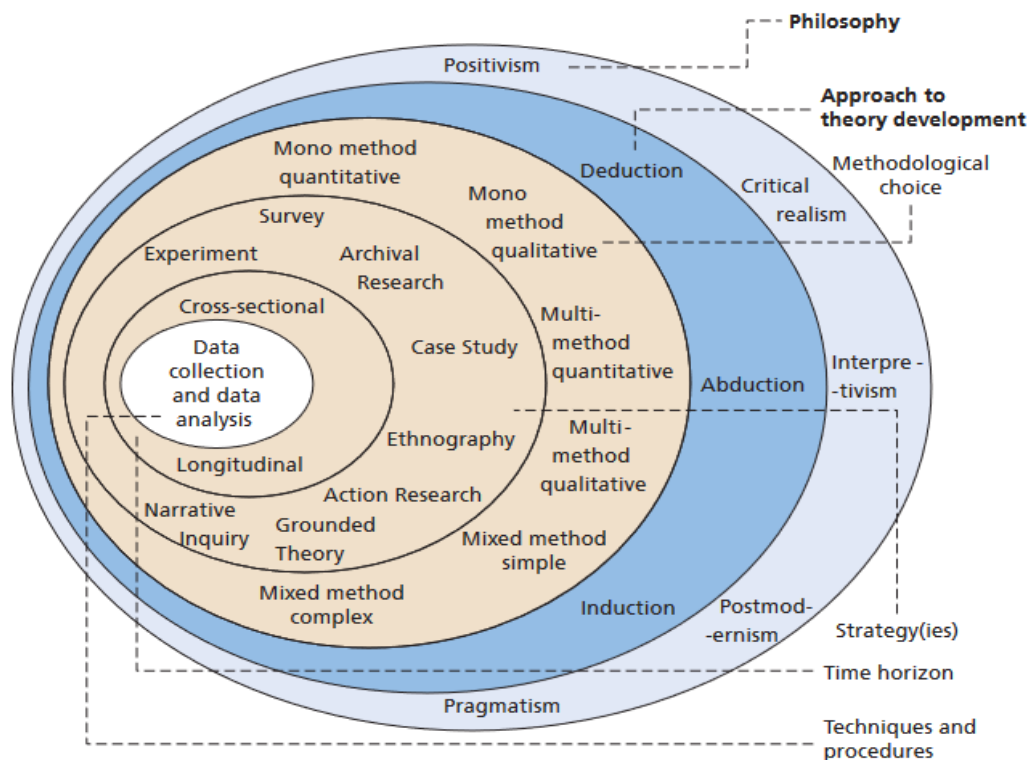 Philosophy
Positivism
Approach to
theory development
Mono method
quantitative
Deduction
Methodological
choice
Critical
realism
Mono
method
qualitative
Survey
Experiment
Archival
Research
Cross-sectional
Multi-
method
quantitative
Data
collection
and data
analysis
Case Study
Abduction
Interpre -
-tivism
Ethnography
Multi-
method
qualitative
Longitudinal
Action Research
Narrative
Inquiry
Grounded
Theory
Mixed method
simple
Mixed method
complex
Induction
Postmod-
-ernism
Strategy(ies)
Time horizon
Pragmatism
Techniques and
procedures